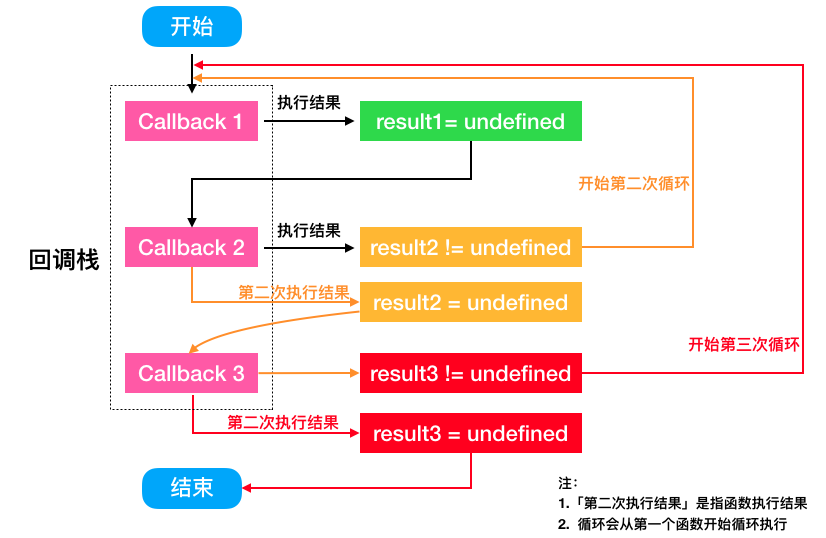 开始
Callback 1
执行结果
result1= undefined
开始第二次循环
回调栈
Callback 2
执行结果
result2 != undefined
第二次执行结果
result2 = undefined
开始第三次循环
Callback 3
result3 != undefined
第二次执行结果
result3 = undefined
结束
注：
1.「第二次执行结果」是指函数执行结果
2. 循环会从第一个函数开始循环执行